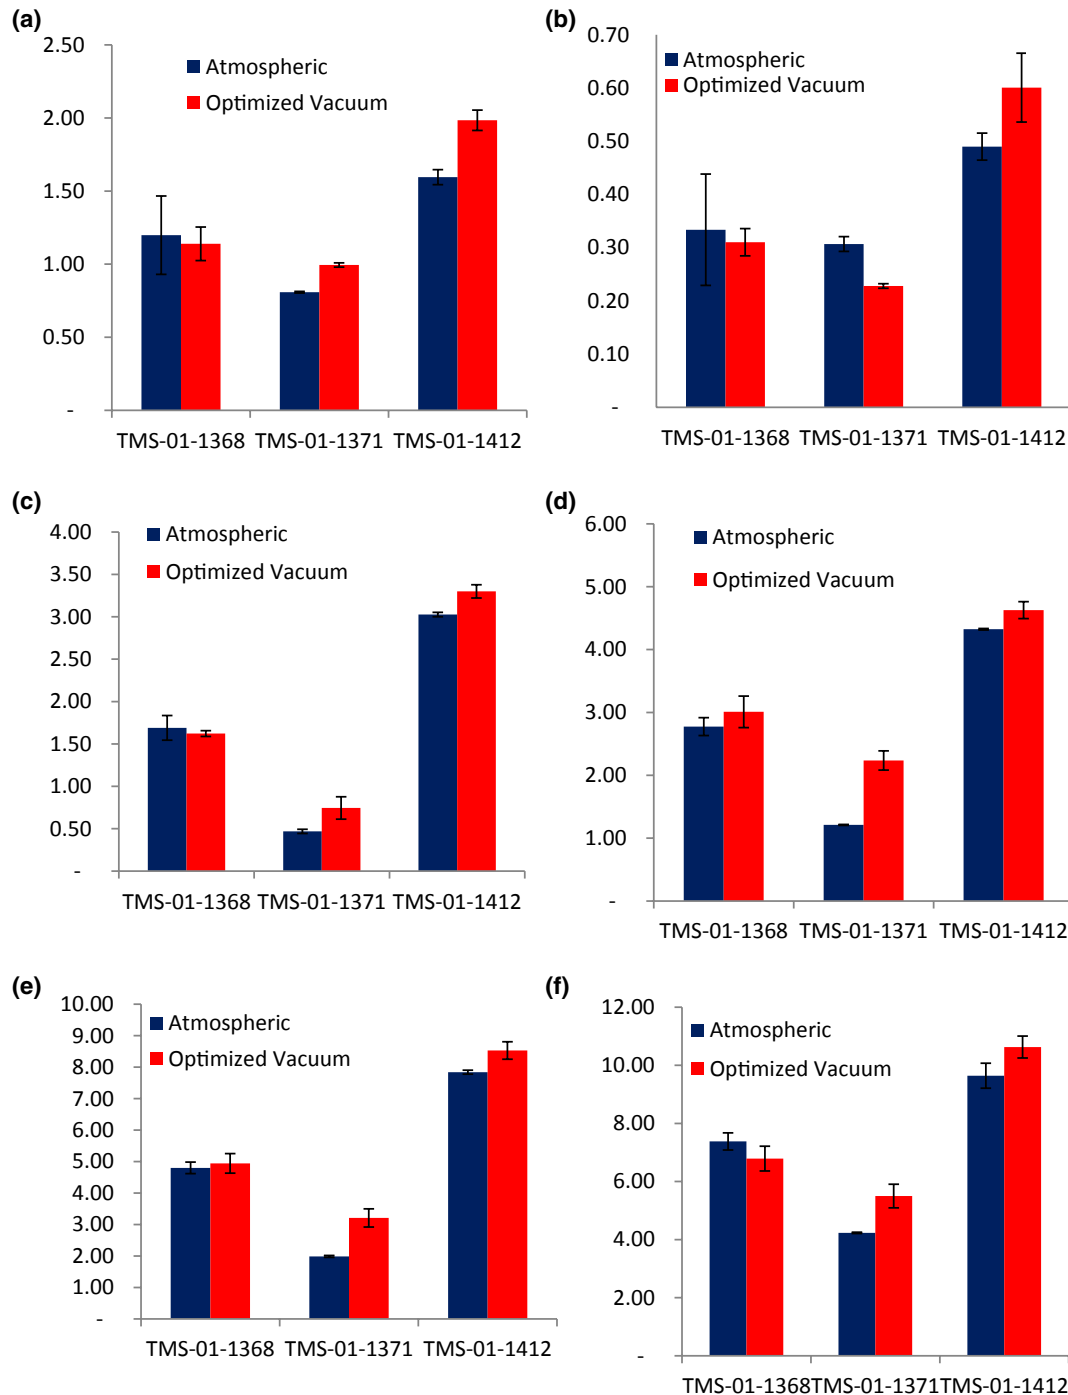 (a)
2.50
2.00
1.50
1.00
0.50
-
Atmospheric
Optimized Vacuum
TMS-01-1368 TMS-01-1371 TMS-01-1412
(b)
0.70
0.60
0.50
0.40
0.30
0.20
0.10
-
Atmospheric
Optimized Vacuum
TMS-01-1368 TMS-01-1371 TMS-01-1412
(c)
4.00
3.50
3.00
2.50
2.00
1.50
1.00
0.50
-
Atmospheric
Optimized Vacuum
TMS-01-1368 TMS-01-1371 TMS-01-1412
(d)
6.00
5.00
4.00
3.00
2.00
1.00
-
Atmospheric
Optimized Vacuum
TMS-01-1368 TMS-01-1371 TMS-01-1412
(e)
10.00
9.00
8.00
7.00
6.00
5.00
4.00
3.00
2.00
1.00
-
Atmospheric
Optimized Vacuum
TMS-01-1368 TMS-01-1371 TMS-01-1412
(f)
12.00
10.00
8.00
6.00
4.00
2.00
-
Atmospheric
Optimized Vacuum
TMS-01-1368 TMS-01-1371 TMS-01-1412